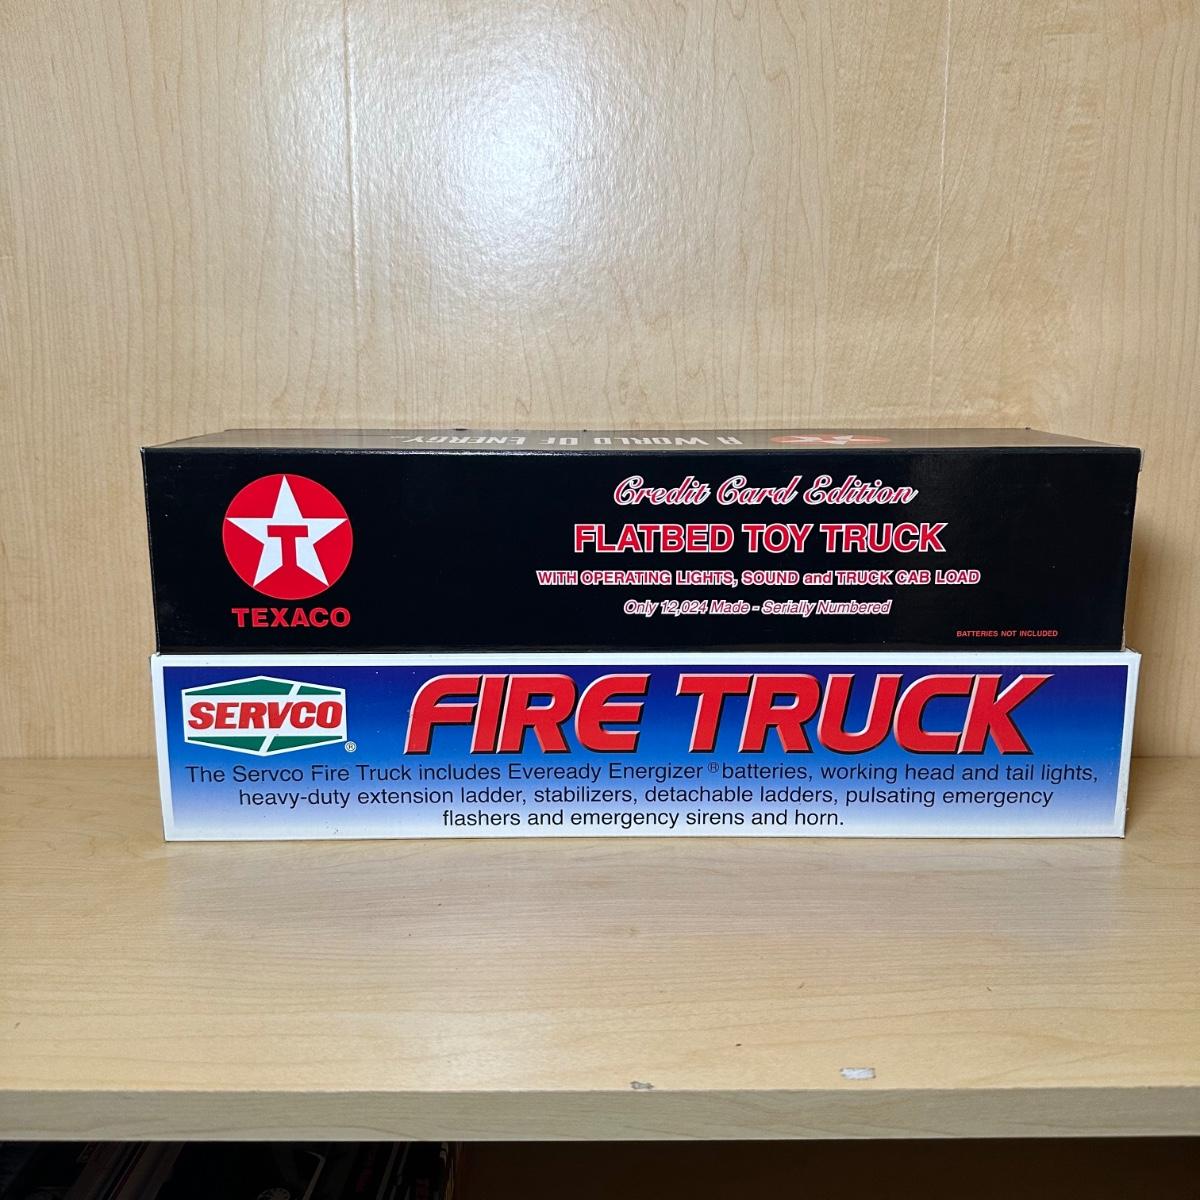 A WORLD OF ENERGY...
T
TEXACO
Credit Card Edition
FLATBED TOY TRUCK
WITH OPERATING LIGHTS, SOUND and TRUCK CAB LOAD
Only 12,024 Made - Serially Numbered
BATTERIES NOT INCLUDED
SERVCO®
FIRE TRUCK
The Servco Fire Truck includes Eveready Energizer® batteries, working head and tail lights,
heavy-duty extension ladder, stabilizers, detachable ladders, pulsating emergency
flashers and emergency sirens and horn.